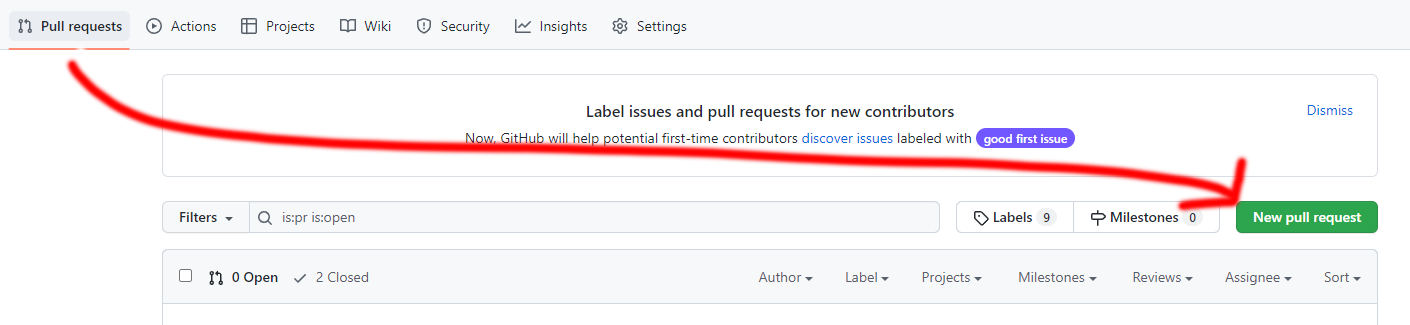 Pull requests Actions Projects Wiki Security Insights Settings
Label issues and pull requests for new contributors Dismiss
Now, GitHub will help potential first-time contributors discover issues labeled with good first issue
Filters is:pr is:open Labels 9 Milestones 0 New pull request
0 Open 2 Closed Author Label Projects Milestones Reviews Assignee Sort